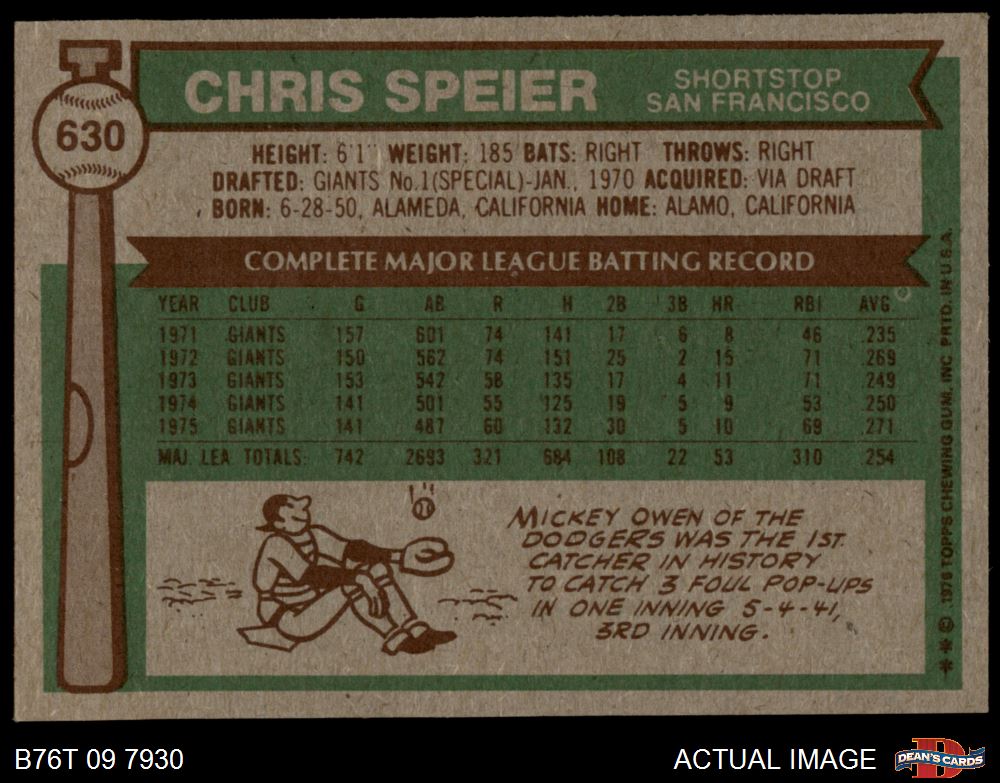 630
CHRIS SPEIER
SHORTSTOP
SAN FRANCISCO
HEIGHT: 6'1" WEIGHT: 185 BATS: RIGHT THROWS: RIGHT
DRAFTED: GIANTS No.1(SPECIAL)-JAN., 1970 ACQUIRED: VIA DRAFT
BORN: 6-28-50, ALAMEDA, CALIFORNIA HOME: ALAMO, CALIFORNIA
COMPLETE MAJOR LEAGUE BATTING RECORD
YEAR CLUB G AB R H 2B 3B HR RBI AVG.
1971 GIANTS 157 601 74 141 17 6 8 46 .235
1972 GIANTS 150 562 74 151 25 2 15 71 .269
1973 GIANTS 153 542 58 135 17 4 11 71 .249
1974 GIANTS 141 501 55 125 19 5 9 53 .250
1975 GIANTS 141 487 60 132 30 5 10 69 .271
MAJ. LEA. TOTALS: 742 2693 321 684 108 22 53 310 .254
MICKEY OWEN OF THE
DODGERS WAS THE 1ST.
CATCHER IN HISTORY
TO CATCH 3 FOUL POP-UPS
IN ONE INNING 5-4-41,
3RD INNING.
** © 1976 TOPPS CHEWING GUM, INC. PRTD. IN U.S.A.
B76T 09 7930
ACTUAL IMAGE
D
DEAN'S CARDS